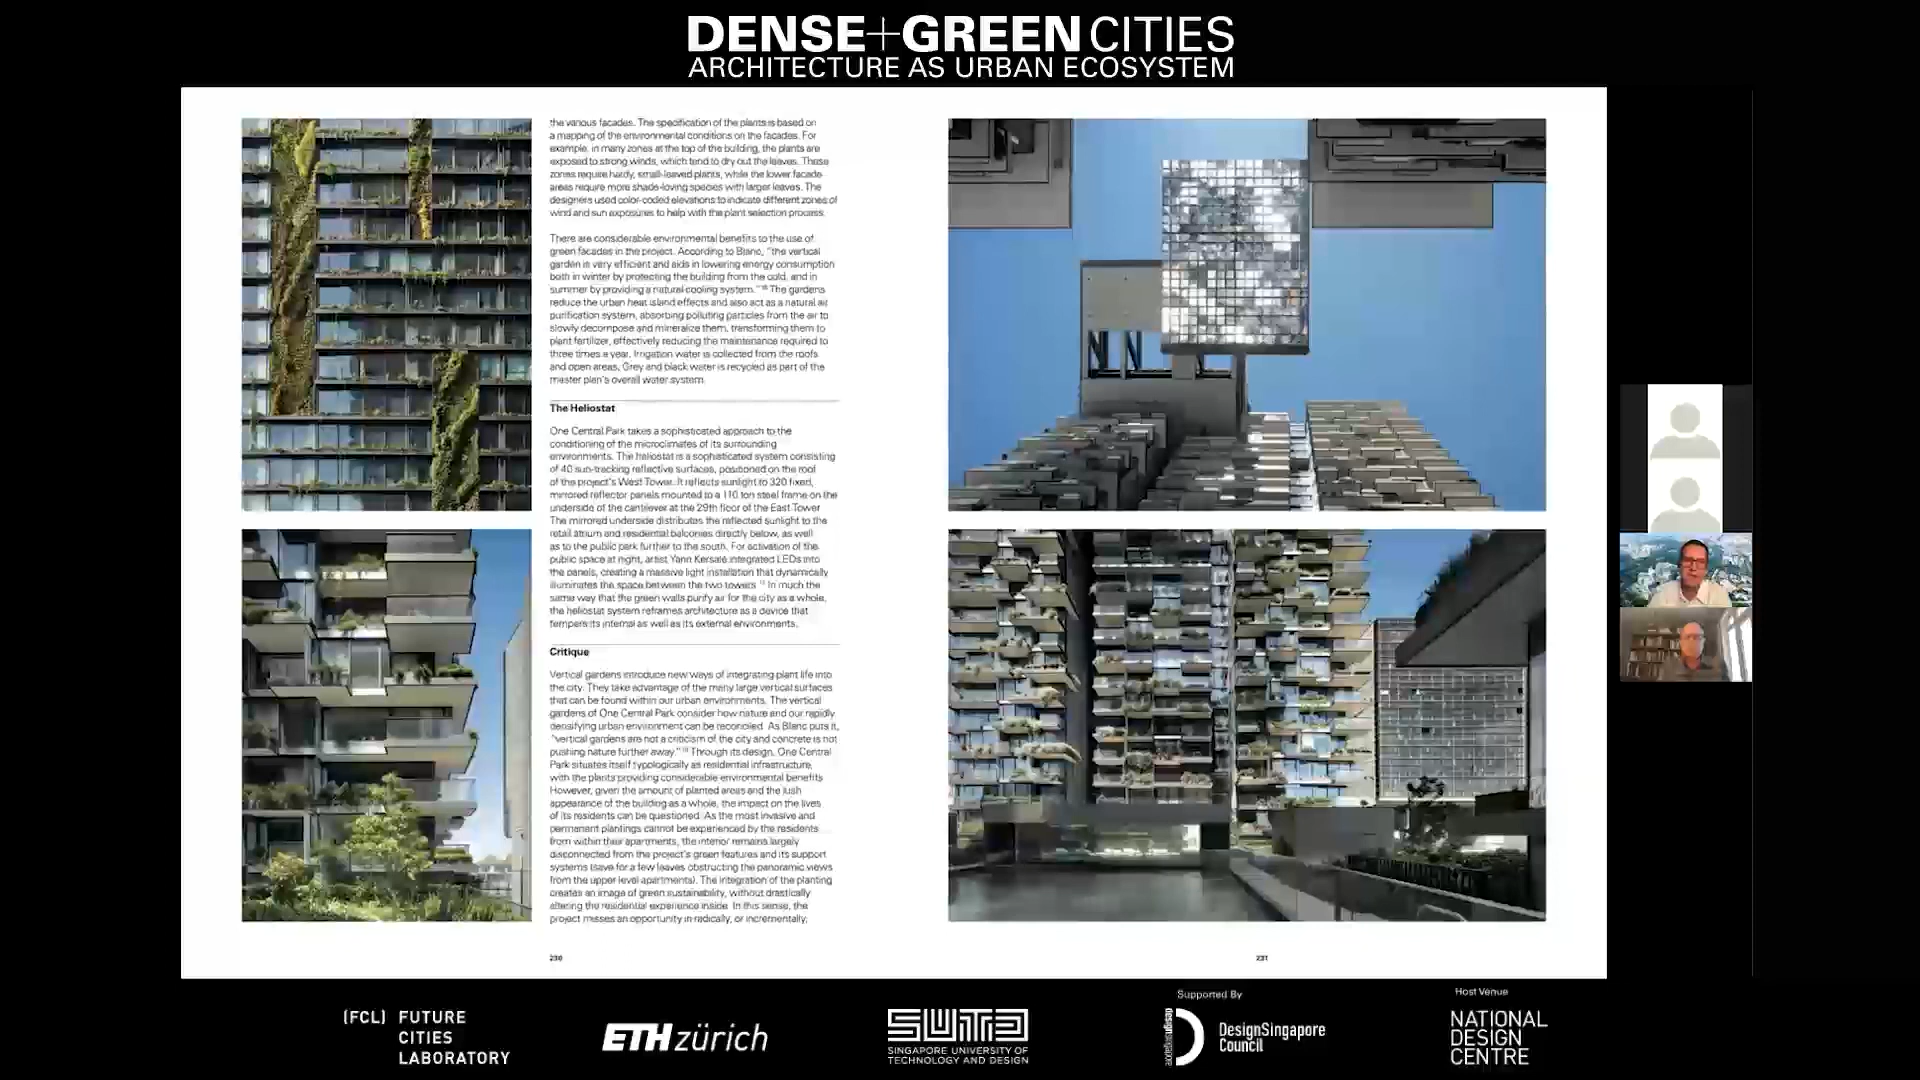 DENSE+GREEN CITIES
ARCHITECTURE AS URBAN ECOSYSTEM
the various facades. The specification of the plants is based on
a mapping of the environmental conditions on the facades. For
example, in many zones at the top of the building, the plants are
exposed to strong winds, which tend to dry out the leaves. These
zones require hardy, small-leaved plants, while the lower facade
areas require more shade-loving species with larger leaves. The
designers used color-coded elevations to indicate different zones of
wind and sun exposures to help with the plant selection process.
There are considerable environmental benefits to the use of
green facades in the project. According to Blanc, "the vertical
garden is very efficient and aids in lowering energy consumption
both in winter by protecting the building from the cold, and in
summer by providing a natural cooling system." The gardens
reduce the urban heat island effects and also act as a natural air
purification system, absorbing polluting particles from the air to
slowly decompose and mineralize them, transforming them to
plant fertilizer, effectively reducing the maintenance required to
three times a year. Irrigation water is collected from the roofs
and open areas. Grey and black water is recycled as part of the
master plan's overall water system.
The Heliostat
One Central Park takes a sophisticated approach to the
conditioning of the microclimates of its surrounding
environments. The heliostat is a sophisticated system consisting
of 40 sun-tracking reflective surfaces, positioned on the roof
of the project's West Tower. It reflects sunlight to 320 fixed,
mirrored reflector panels mounted to a 110 ton steel frame on the
underside of the cantilever at the 29th floor of the East Tower
The mirrored underside distributes the reflected sunlight to the
retail atrium and residential balconies directly below, as well
as to the public park further to the south. For activation of the
public space at night, artist Yann Kersalé integrated LEDs into
the panels, creating a massive light installation that dynamically
illuminates the space between the two towers. In much the
same way that the green walls purify air for the city as a whole,
the heliostat system reframes architecture as a device that
tempers its internal as well as its external environments.
Critique
Vertical gardens introduce new ways of integrating plant life into
the city. They take advantage of the many large vertical surfaces
that can be found within our urban environments. The vertical
gardens of One Central Park consider how nature and our rapidly
densifying urban environment can be reconciled. As Blanc puts it,
"vertical gardens are not a criticism of the city and concrete is not
pushing nature further away." Through its design, One Central
Park situates itself typologically as residential infrastructure,
with the plants providing considerable environmental benefits
However, given the amount of planted areas and the lush
appearance of the building as a whole, the impact on the lives
of its residents can be questioned. As the most invasive and
permanent plantings cannot be experienced by the residents
from within their apartments, the interior remains largely
disconnected from the project's green features and its support
systems (save for a few leaves obstructing the panoramic views
from the upper level apartments). The integration of the planting
creates an image of green sustainability, without drastically
altering the residential experience inside. In this sense, the
project misses an opportunity in radically, or incrementally,
230
231
(FCL) FUTURE
CITIES
LABORATORY
ETH zürich
SUTD
SINGAPORE UNIVERSITY OF
TECHNOLOGY AND DESIGN
Supported By
designsingapore
DesignSingapore
Council
Host Venue
NATIONAL
DESIGN
CENTRE